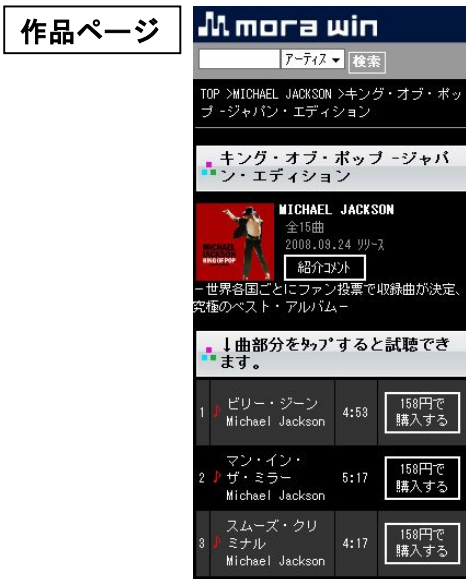 作品ページ
mora win
アーティス
検索
TOP >MICHAEL JACKSON >キング・オブ・ポッ
プ -ジャパン・エディション
キング・オブ・ポップ -ジャパ
ン・エディション
MICHAEL JACKSON
全15曲
2008.09.24 リリース
紹介コメント
MICHAEL
JACKSON
KING OF POP
－世界各国ごとにファン投票で収録曲が決定、
究極のベスト・アルバム－
↓曲部分をタップすると試聴でき
ます。
1 ♪ ビリー・ジーン
Michael Jackson
4:53
158円で
購入する
2 ♪ マン・イン・
ザ・ミラー
Michael Jackson
5:17
158円で
購入する
3 ♪ スムーズ・クリ
ミナル
Michael Jackson
4:17
158円で
購入する